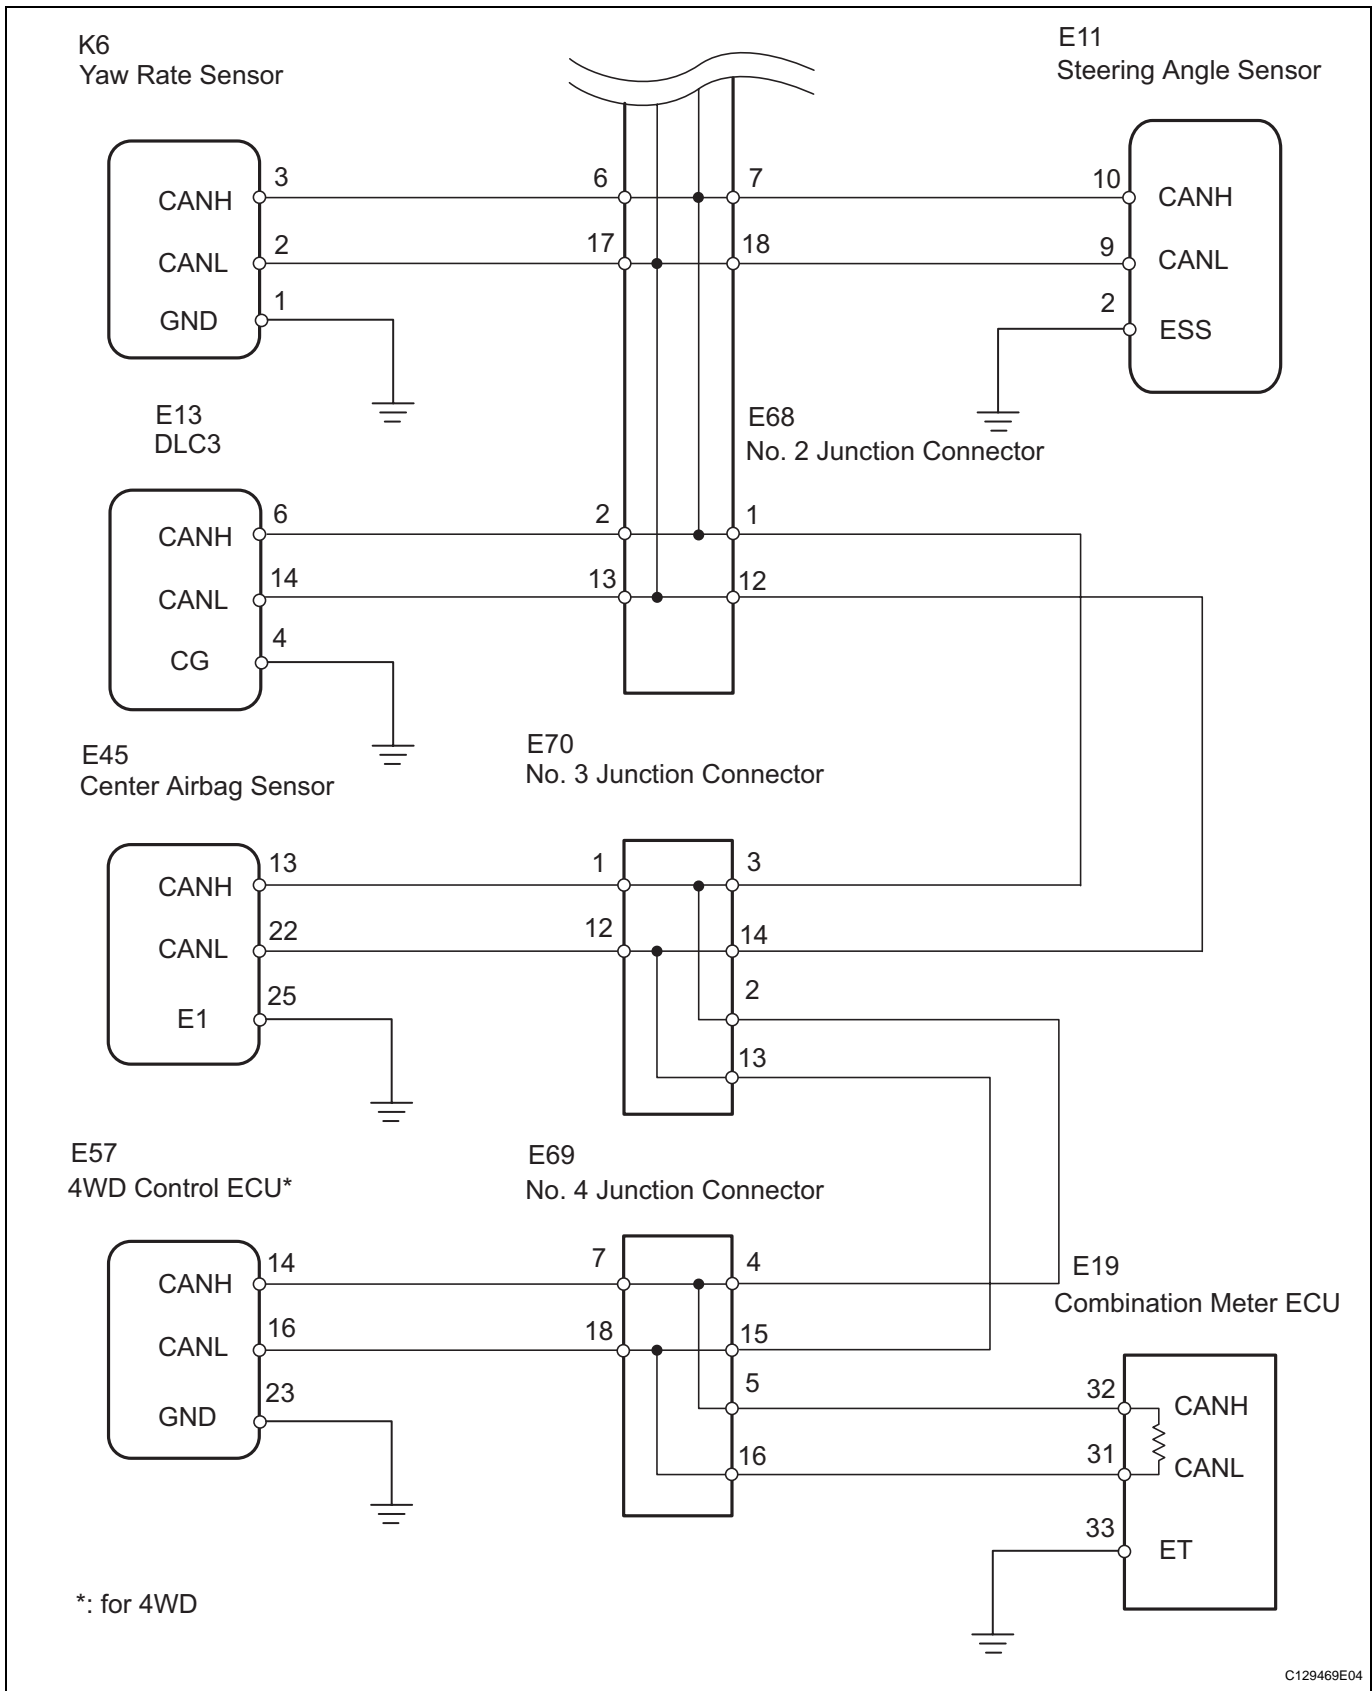 K6
Yaw Rate Sensor
E11
Steering Angle Sensor
CANH 3 6 7 10 CANH
CANL 2 17 18 9 CANL
GND 1 2 ESS
E13
DLC3
E68
No. 2 Junction Connector
CANH 6 2 1
CANL 14 13 12
CG 4
E45
Center Airbag Sensor
E70
No. 3 Junction Connector
CANH 13 1 3
CANL 22 12 14
E1 25 2
13
E57
4WD Control ECU*
E69
No. 4 Junction Connector
CANH 14 7 4
E19
Combination Meter ECU
CANL 16 18 15
GND 23 5 32 CANH
16 31 CANL
33 ET
*: for 4WD
C129469E04